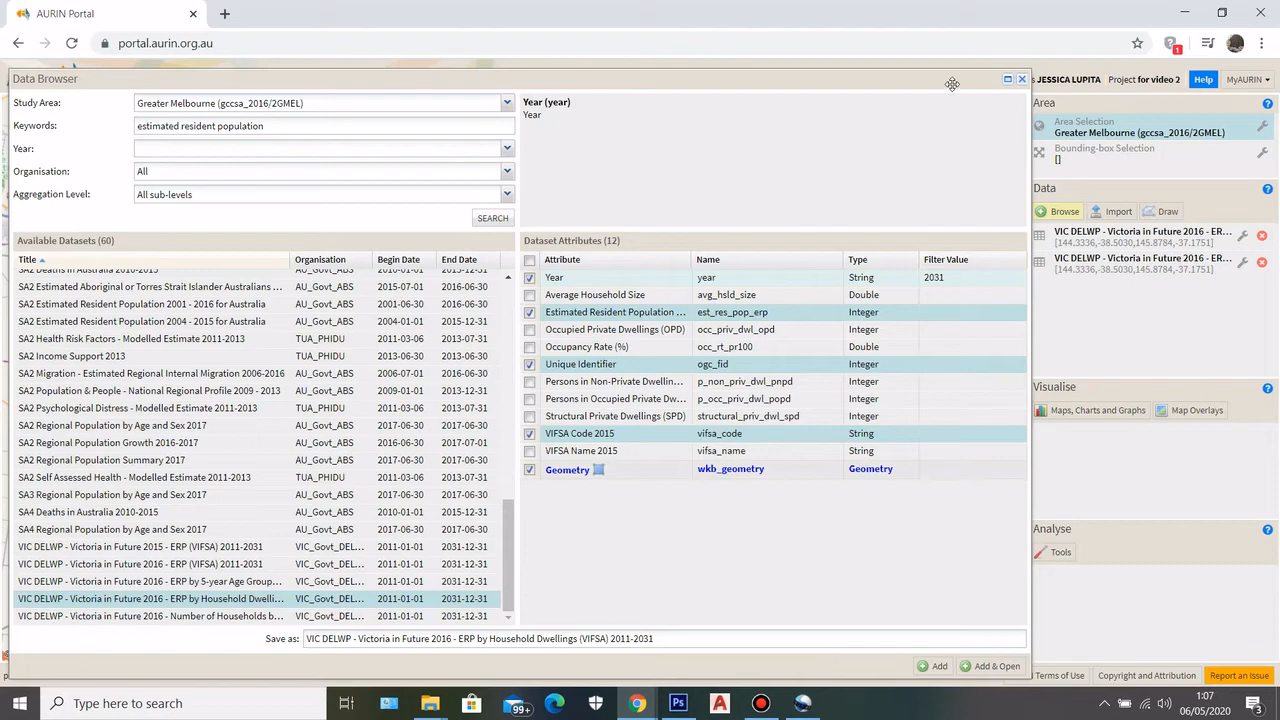 AURIN Portal
portal.aurin.org.au
1
Data Browser
JESSICA LUPITA Project for video 2 Help MyAURIN
Study Area: Greater Melbourne (gccsa_2016/2GMEL)
Keywords: estimated resident population
Year:
Organisation: All
Aggregation Level: All sub-levels
SEARCH
Year (year)
Year
Available Datasets (60)
Title Organisation Begin Date End Date
SA2 Deaths in Australia 2010-2015 AU_Govt_ABS 2010-01-01 2015-12-31
SA2 Estimated Aboriginal or Torres Strait Islander Australians ... AU_Govt_ABS 2015-07-01 2016-06-30
SA2 Estimated Resident Population 2001 - 2016 for Australia AU_Govt_ABS 2001-06-30 2016-06-30
SA2 Estimated Resident Population 2004 - 2015 for Australia AU_Govt_ABS 2004-01-01 2015-12-31
SA2 Health Risk Factors - Modelled Estimate 2011-2013 TUA_PHIDU 2011-03-06 2013-07-31
SA2 Income Support 2013 TUA_PHIDU 2013-06-30 2013-06-30
SA2 Migration - Estimated Regional Internal Migration 2006-2016 AU_Govt_ABS 2006-07-01 2016-06-30
SA2 Population & People - National Regional Profile 2009 - 2013 AU_Govt_ABS 2009-01-01 2013-12-31
SA2 Psychological Distress - Modelled Estimate 2011-2013 TUA_PHIDU 2011-03-06 2013-07-31
SA2 Regional Population by Age and Sex 2017 AU_Govt_ABS 2017-06-30 2017-06-30
SA2 Regional Population Growth 2016-2017 AU_Govt_ABS 2016-07-01 2017-07-01
SA2 Regional Population Summary 2017 AU_Govt_ABS 2017-06-30 2017-06-30
SA2 Self Assessed Health - Modelled Estimate 2011-2013 TUA_PHIDU 2011-03-06 2013-07-31
SA3 Regional Population by Age and Sex 2017 AU_Govt_ABS 2017-06-30 2017-06-30
SA4 Deaths in Australia 2010-2015 AU_Govt_ABS 2010-01-01 2015-12-31
SA4 Regional Population by Age and Sex 2017 AU_Govt_ABS 2017-06-30 2017-06-30
VIC DELWP - Victoria in Future 2015 - ERP (VIFSA) 2011-2031 VIC_Govt_DEL... 2011-01-01 2031-12-31
VIC DELWP - Victoria in Future 2016 - ERP (VIFSA) 2011-2031 VIC_Govt_DEL... 2011-01-01 2031-12-31
VIC DELWP - Victoria in Future 2016 - ERP by 5-year Age Group... VIC_Govt_DEL... 2011-01-01 2031-12-31
VIC DELWP - Victoria in Future 2016 - ERP by Household Dwelli... VIC_Govt_DEL... 2011-01-01 2031-12-31
VIC DELWP - Victoria in Future 2016 - Number of Households b... VIC_Govt_DEL... 2011-01-01 2031-12-31
Dataset Attributes (12)
Attribute Name Type Filter Value
Year year String 2031
Average Household Size avg_hsld_size Double
Estimated Resident Population ... est_res_pop_erp Integer
Occupied Private Dwellings (OPD) occ_priv_dwl_opd Integer
Occupancy Rate (%) occ_rt_pr100 Double
Unique Identifier ogc_fid Integer
Persons in Non-Private Dwellin... p_non_priv_dwl_pnpd Integer
Persons in Occupied Private Dw... p_occ_priv_dwl_popd Integer
Structural Private Dwellings (SPD) structural_priv_dwl_spd Integer
VIFSA Code 2015 vifsa_code String
VIFSA Name 2015 vifsa_name String
Geometry wkb_geometry Geometry
Save as: VIC DELWP - Victoria in Future 2016 - ERP by Household Dwellings (VIFSA) 2011-2031
Add Add & Open
Area
Area Selection
Greater Melbourne (gccsa_2016/2GMEL)
Bounding-box Selection
[]
Data
Browse Import Draw
VIC DELWP - Victoria in Future 2016 - ER...
[144.3336,-38.5030,145.8784,-37.1751]
VIC DELWP - Victoria in Future 2016 - ER...
[144.3336,-38.5030,145.8784,-37.1751]
Visualise
Maps, Charts and Graphs Map Overlays
Analyse
Tools
Terms of Use Copyright and Attribution Report an Issue
Type here to search
99+
1:07
06/05/2020
3